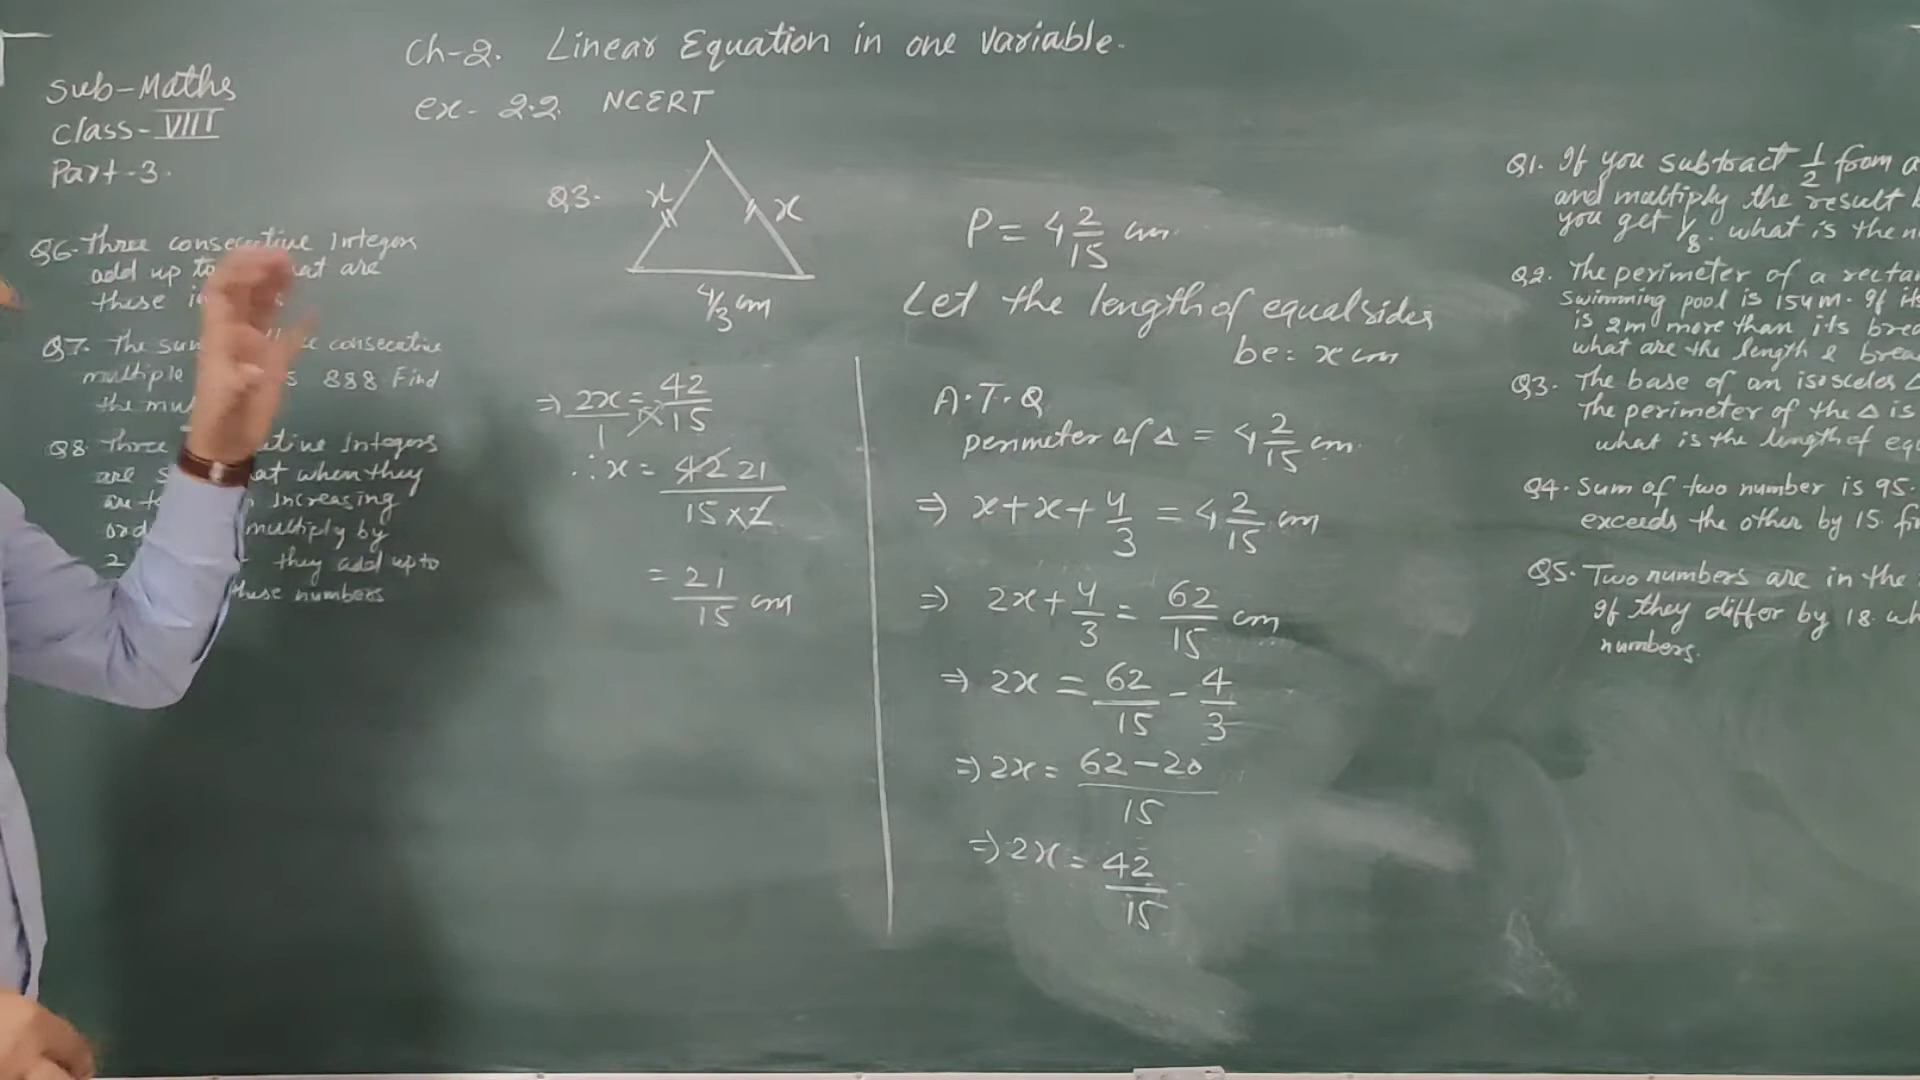 Ch-2. Linear Equation in one variable.
ex- 2.2. NCERT
Sub-Maths
Class-VIII
Part-3.
Q6. Three consecutive Integers
add up to are
these
Q7. The consecutive
multiple 888 Find
the
Q8. Three Integers
are when they
are Increasing
multiply by
2 they add up to
these numbers
Q3.
x x
4/3 cm
P = 4 2/15 cm.
Let the length of equal sides
be = x cm
⇒ 2x/1 = 42/15
∴ x = 42 21/15×2
= 21/15 cm
A.T.Q
perimeter of Δ = 4 2/15 cm.
⇒ x+x+4/3 = 4 2/15 cm
⇒ 2x+4/3 = 62/15 cm
⇒ 2x = 62/15 - 4/3
⇒ 2x = 62-20/15
⇒ 2x = 42/15
Q1. If you subtract 1/2 from
and multiply the result
you get 1/8. what is the
Q2. The perimeter of a
swimming pool is 154m. If
is 2m more than its
what are the length &
Q3. The base of an isosceles Δ
The perimeter of the Δ is
what is the length of
Q4. Sum of two number is 95.
exceeds the other by 15.
Q5. Two numbers are in the
If they differ by 18.
numbers.